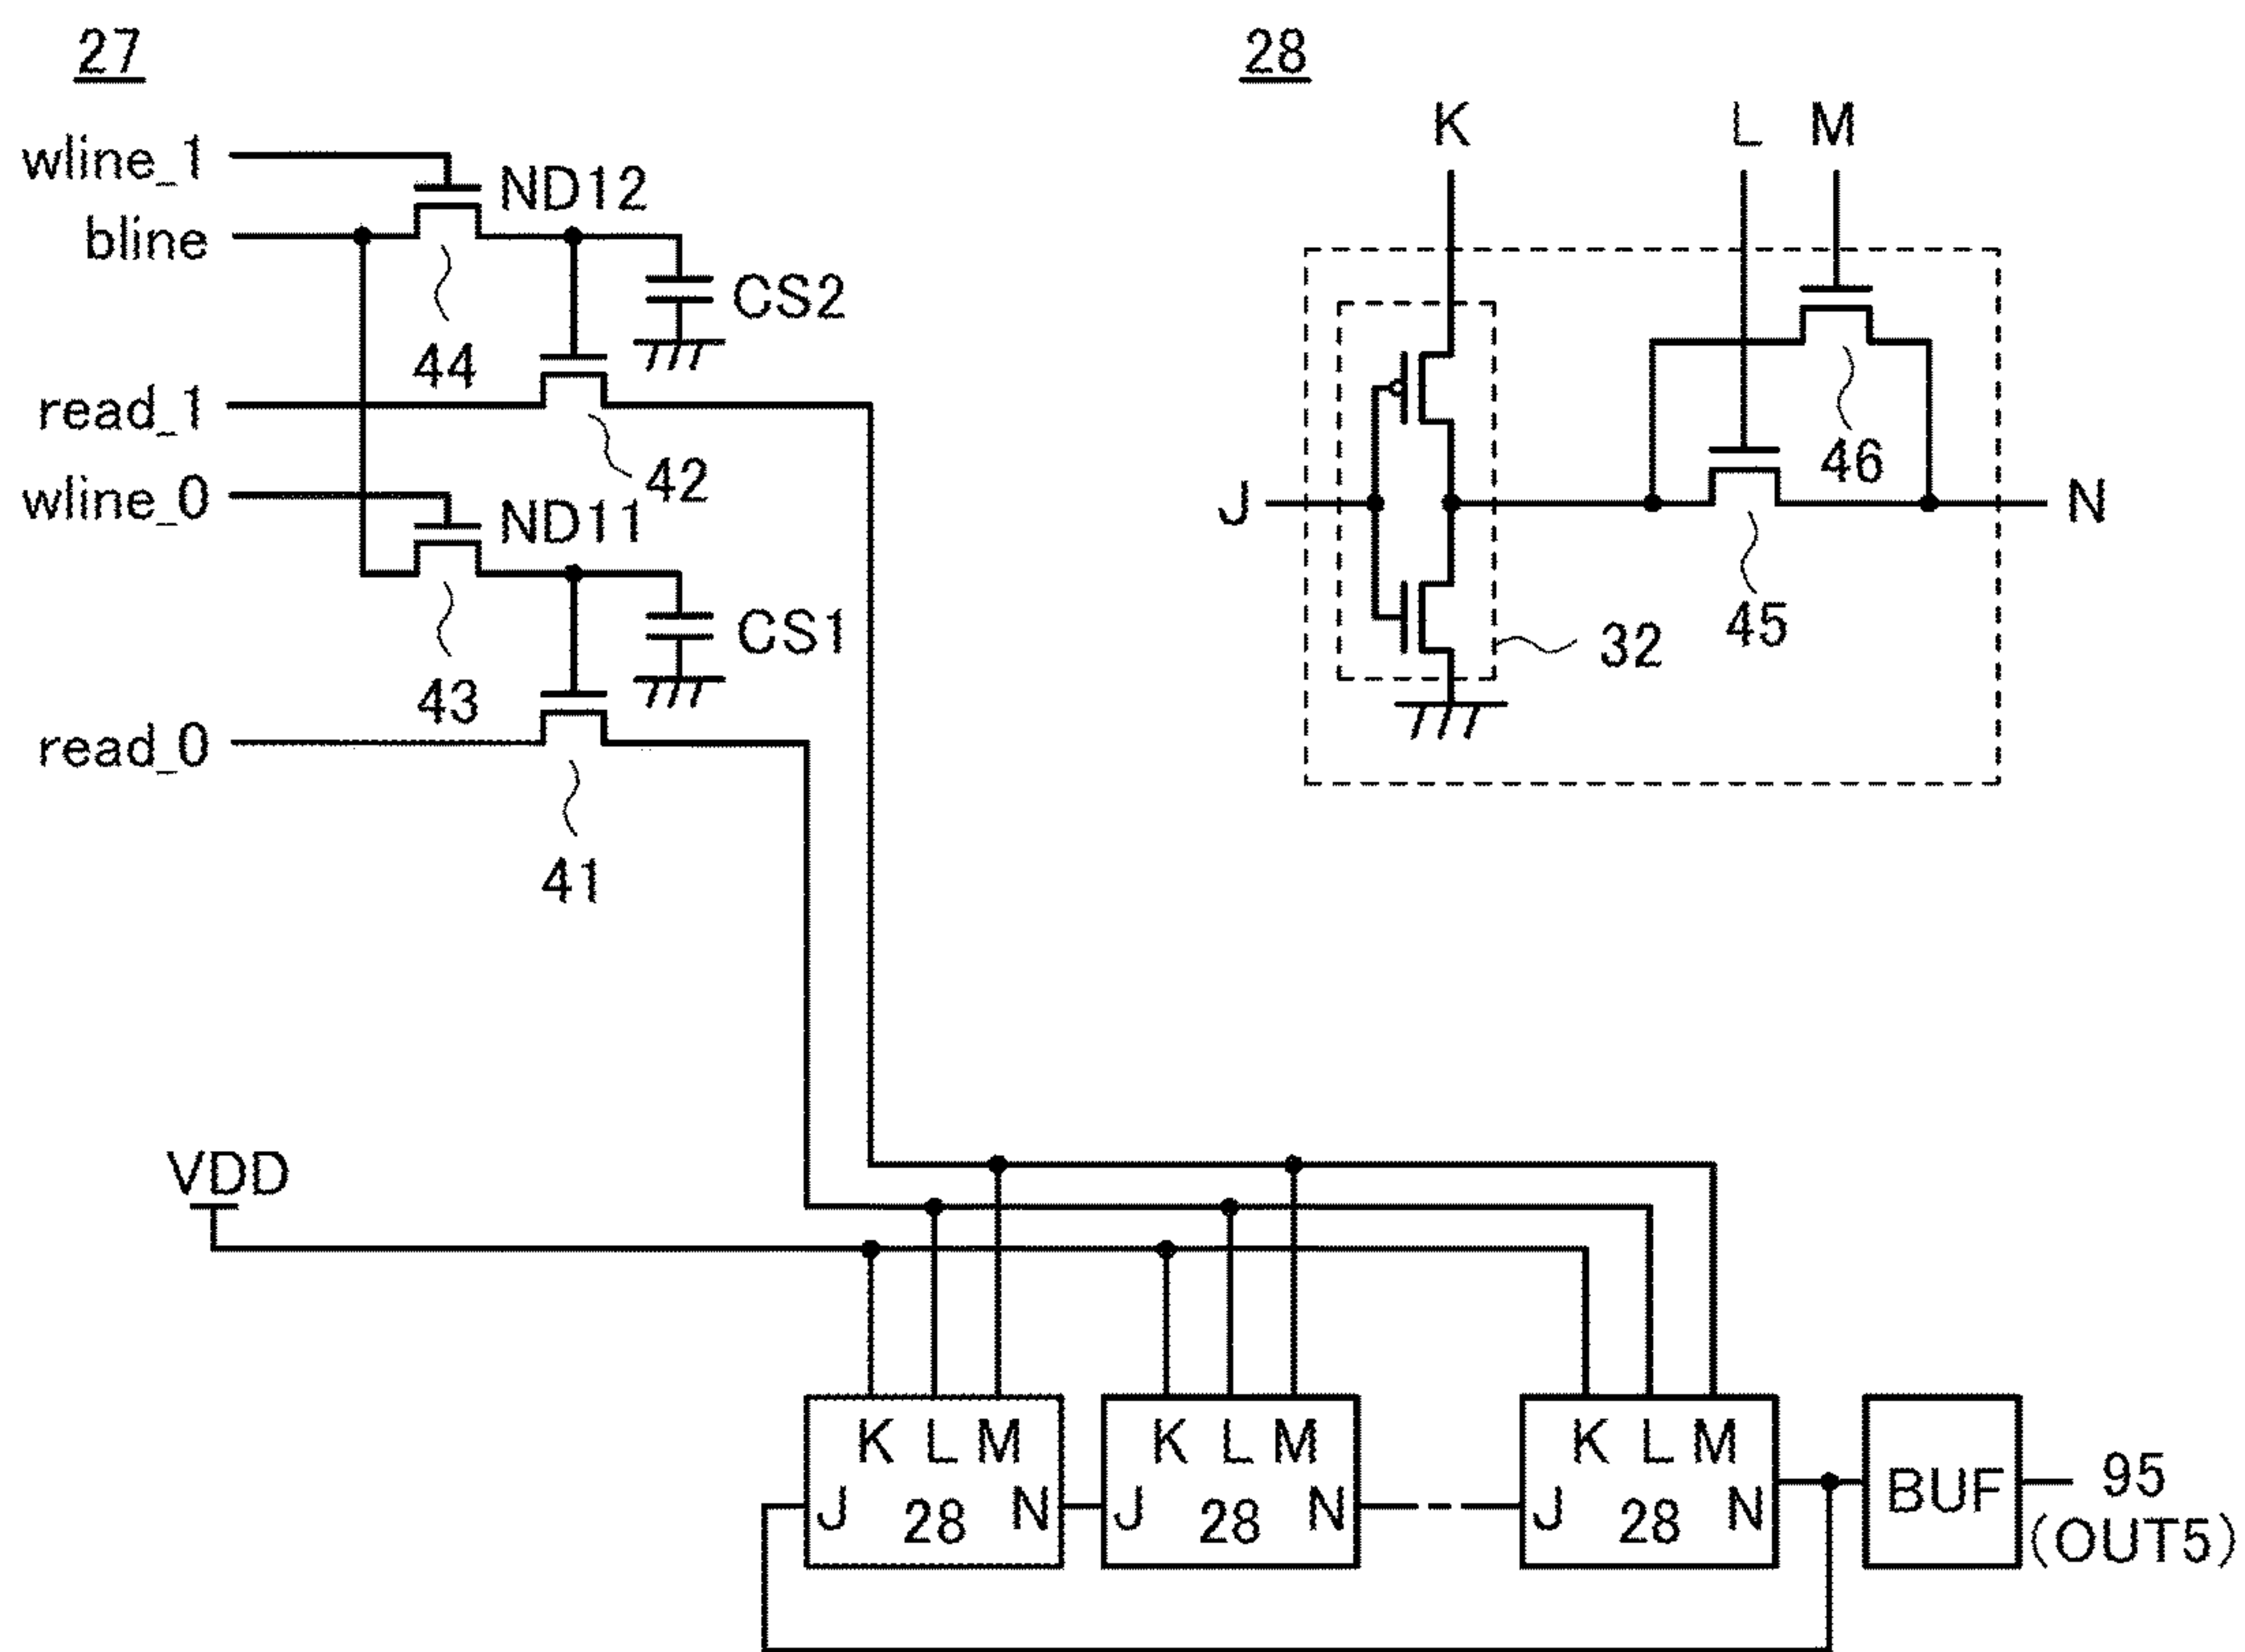 27
28
wline_1
ND12
bline
CS2
44
read_1
42
wline_0
ND11
CS1
43
read_0
41
K
L
M
46
J
N
45
32
VDD
K L M
J 28 N
K L M
J 28 N
K L M
J 28 N
BUF
95
(OUT5)